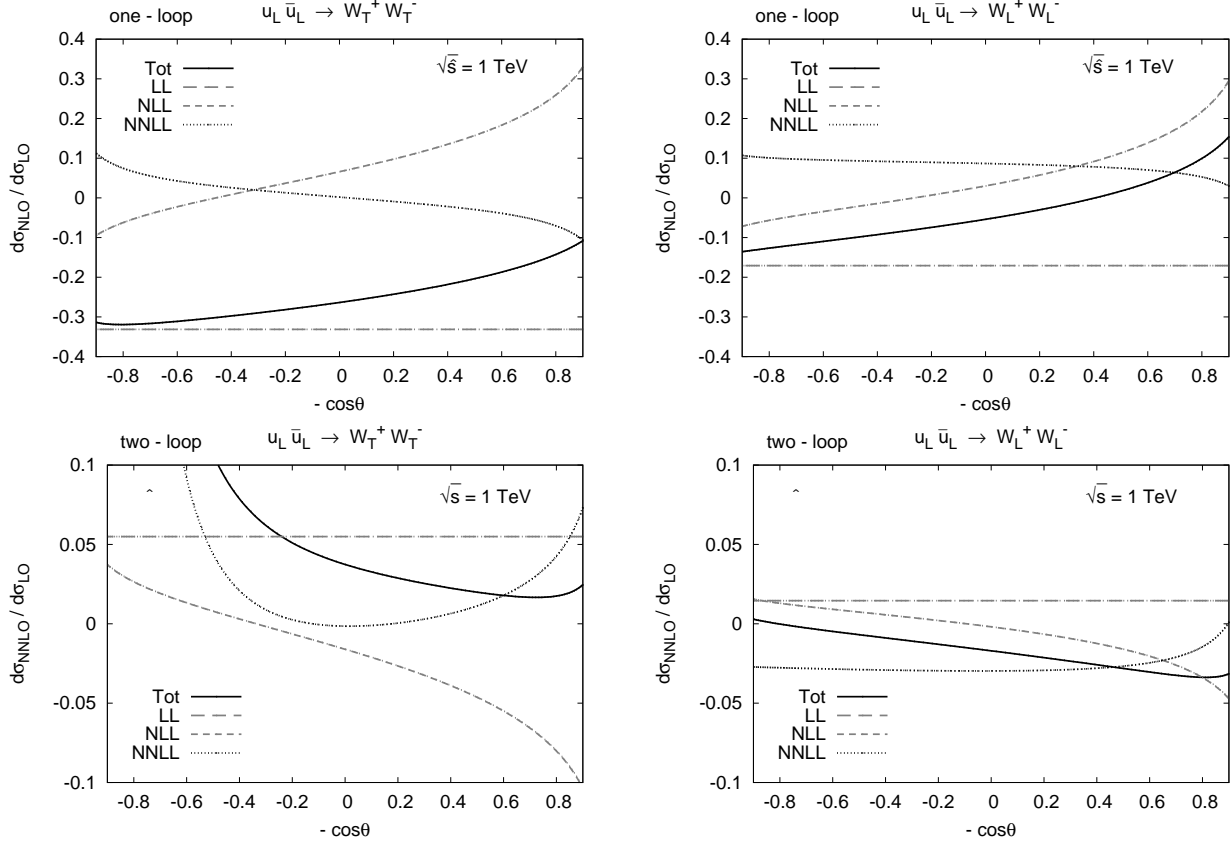 one - loop u_L ū_L → W_T^+ W_T^-
0.4
0.3
0.2
0.1
0
-0.1
-0.2
-0.3
-0.4
dσ_NLO / dσ_LO
Tot
LL
NLL
NNLL
√ŝ = 1 TeV
-0.8 -0.6 -0.4 -0.2 0 0.2 0.4 0.6 0.8
- cosθ
one - loop u_L ū_L → W_L^+ W_L^-
0.4
0.3
0.2
0.1
0
-0.1
-0.2
-0.3
-0.4
dσ_NLO / dσ_LO
Tot
LL
NLL
NNLL
√ŝ = 1 TeV
-0.8 -0.6 -0.4 -0.2 0 0.2 0.4 0.6 0.8
- cosθ
two - loop u_L ū_L → W_T^+ W_T^-
0.1
0.05
0
-0.05
-0.1
dσ_NNLO / dσ_LO
ˆ
√s = 1 TeV
Tot
LL
NLL
NNLL
-0.8 -0.6 -0.4 -0.2 0 0.2 0.4 0.6 0.8
- cosθ
two - loop u_L ū_L → W_L^+ W_L^-
0.1
0.05
0
-0.05
-0.1
dσ_NNLO / dσ_LO
ˆ
√s = 1 TeV
Tot
LL
NLL
NNLL
-0.8 -0.6 -0.4 -0.2 0 0.2 0.4 0.6 0.8
- cosθ